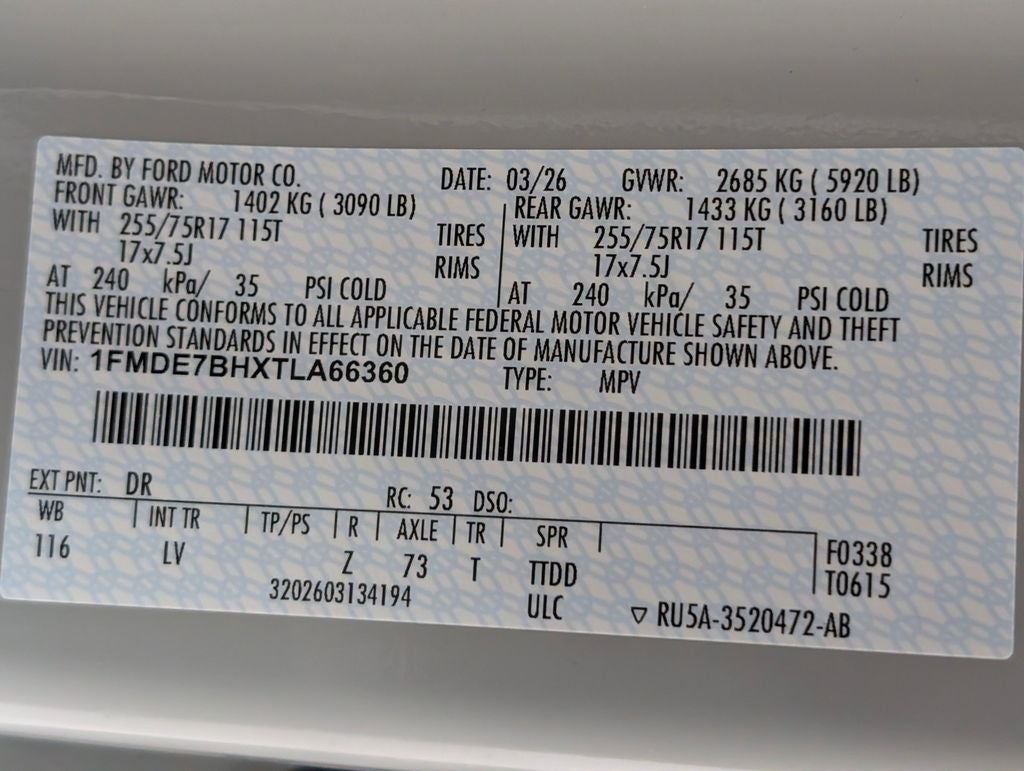 MFD. BY FORD MOTOR CO. DATE: 03/26 GVWR: 2685 KG ( 5920 LB)
FRONT GAWR: 1402 KG ( 3090 LB) REAR GAWR: 1433 KG ( 3160 LB)
WITH 255/75R17 115T TIRES WITH 255/75R17 115T TIRES
17x7.5J RIMS 17x7.5J RIMS
AT 240 kPa/ 35 PSI COLD AT 240 kPa/ 35 PSI COLD
THIS VEHICLE CONFORMS TO ALL APPLICABLE FEDERAL MOTOR VEHICLE SAFETY AND THEFT
PREVENTION STANDARDS IN EFFECT ON THE DATE OF MANUFACTURE SHOWN ABOVE.
VIN: 1FMDE7BHXTLA66360 TYPE: MPV
EXT PNT: DR RC: 53 DSO:
WB INT TR TP/PS R AXLE TR SPR F0338
116 LV Z 73 T TTDD T0615
3202603134194 ULC RU5A-3520472-AB